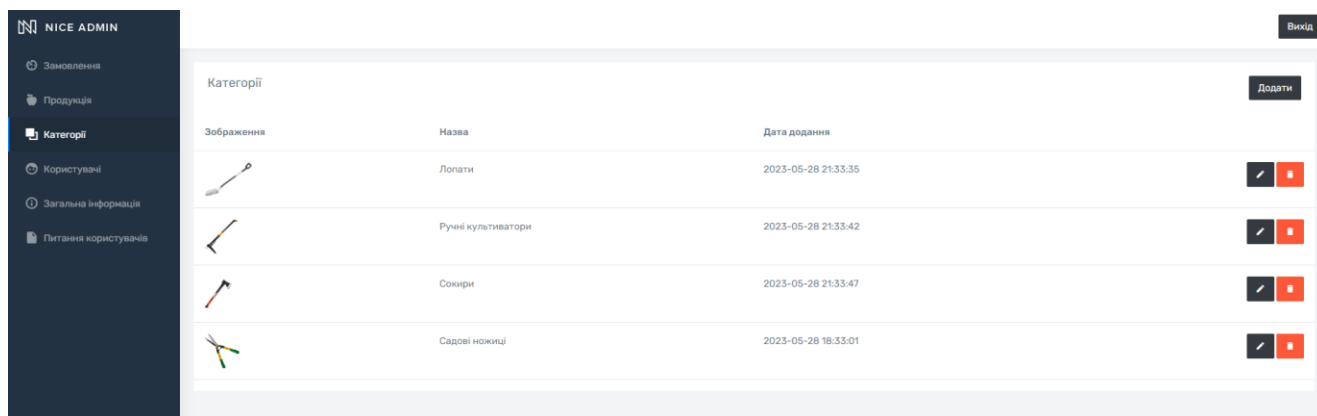 NICE ADMIN
Вихід
Замовлення
Продукція
Категорії
Користувачі
Загальна інформація
Питання користувачів
Категорії
Додати
Зображення Назва Дата додання
Лопати 2023-05-28 21:33:35
Ручні культиватори 2023-05-28 21:33:42
Сокири 2023-05-28 21:33:47
Садові ножиці 2023-05-28 18:33:01